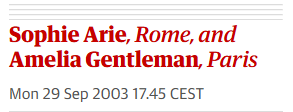 Sophie Arie, Rome, and
Amelia Gentleman, Paris
Mon 29 Sep 2003 17.45 CEST